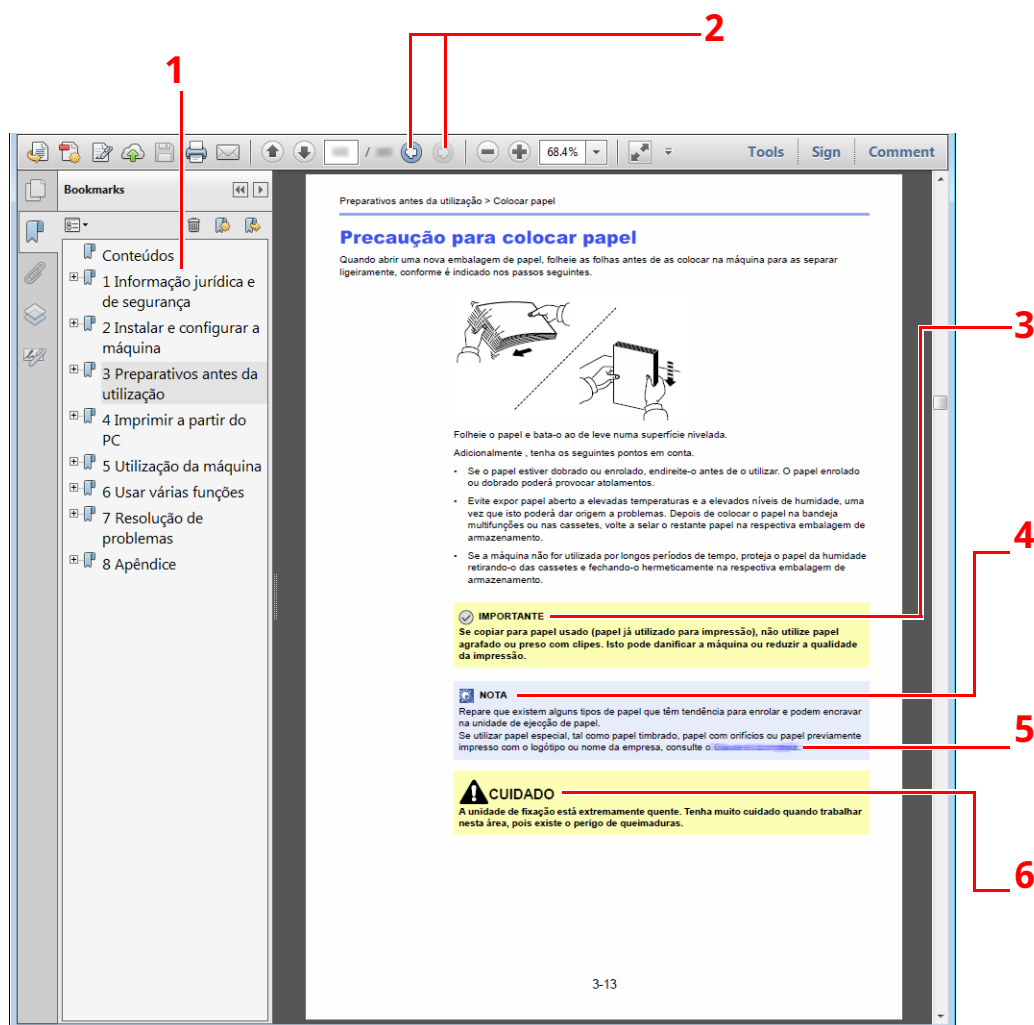 2
1
68.4%
Tools
Sign
Comment
Bookmarks
Conteúdos
1 Informação jurídica e
de segurança
2 Instalar e configurar a
máquina
3 Preparativos antes da
utilização
4 Imprimir a partir do
PC
5 Utilização da máquina
6 Usar várias funções
7 Resolução de
problemas
8 Apêndice
Preparativos antes da utilização > Colocar papel
Precaução para colocar papel
Quando abrir uma nova embalagem de papel, folheie as folhas antes de as colocar na máquina para as separar
ligeiramente, conforme é indicado nos passos seguintes.
3
Folheie o papel e bata-o ao de leve numa superfície nivelada.
Adicionalmente , tenha os seguintes pontos em conta.
• Se o papel estiver dobrado ou enrolado, endireite-o antes de o utilizar. O papel enrolado
ou dobrado poderá provocar atolamentos.
• Evite expor papel aberto a elevadas temperaturas e a elevados níveis de humidade, uma
vez que isto poderá dar origem a problemas. Depois de colocar o papel na bandeja
multifunções ou nas cassetes, volte a selar o restante papel na respectiva embalagem de
armazenamento.
• Se a máquina não for utilizada por longos períodos de tempo, proteja o papel da humidade
retirando-o das cassetes e fechando-o hermeticamente na respectiva embalagem de
armazenamento.
4
IMPORTANTE
Se copiar para papel usado (papel já utilizado para impressão), não utilize papel
agrafado ou preso com clipes. Isto pode danificar a máquina ou reduzir a qualidade
da impressão.
NOTA
Repare que existem alguns tipos de papel que têm tendência para enrolar e podem encravar
na unidade de ejecção de papel.
Se utilizar papel especial, tal como papel timbrado, papel com orifícios ou papel previamente
impresso com o logótipo ou nome da empresa, consulte o
5
CUIDADO
A unidade de fixação está extremamente quente. Tenha muito cuidado quando trabalhar
nesta área, pois existe o perigo de queimaduras.
6
3-13